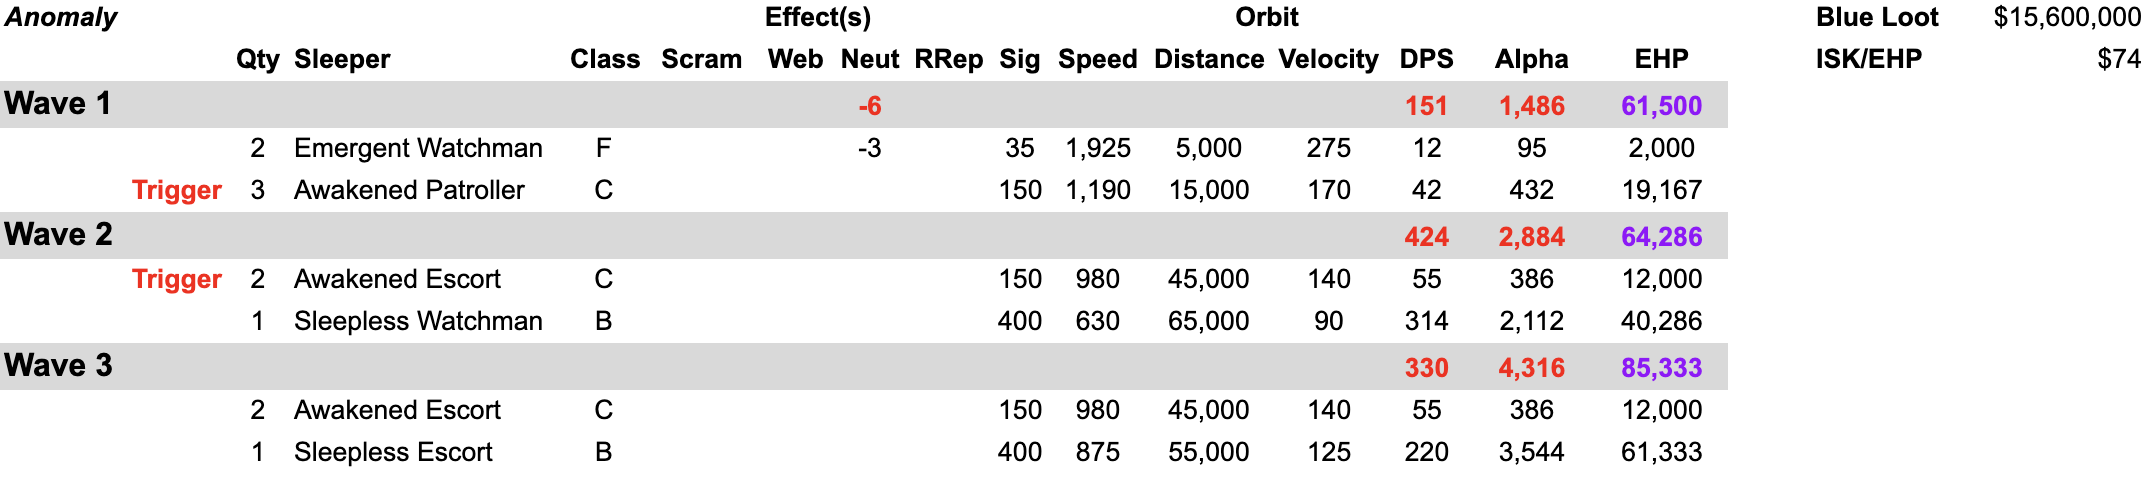 Anomaly Effect(s) Orbit Blue Loot $15,600,000
Qty Sleeper Class Scram Web Neut RRep Sig Speed Distance Velocity DPS Alpha EHP ISK/EHP $74
Wave 1 -6 151 1,486 61,500
2 Emergent Watchman F -3 35 1,925 5,000 275 12 95 2,000
Trigger 3 Awakened Patroller C 150 1,190 15,000 170 42 432 19,167
Wave 2 424 2,884 64,286
Trigger 2 Awakened Escort C 150 980 45,000 140 55 386 12,000
1 Sleepless Watchman B 400 630 65,000 90 314 2,112 40,286
Wave 3 330 4,316 85,333
2 Awakened Escort C 150 980 45,000 140 55 386 12,000
1 Sleepless Escort B 400 875 55,000 125 220 3,544 61,333